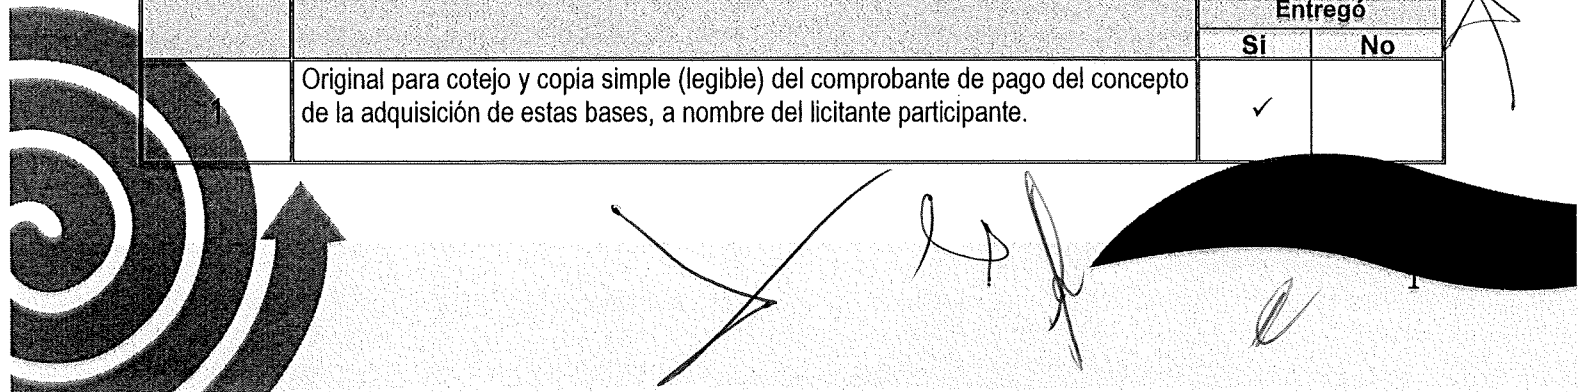 Entregó
Sí No
1 Original para cotejo y copia simple (legible) del comprobante de pago del concepto ✓
de la adquisición de estas bases, a nombre del licitante participante.
1